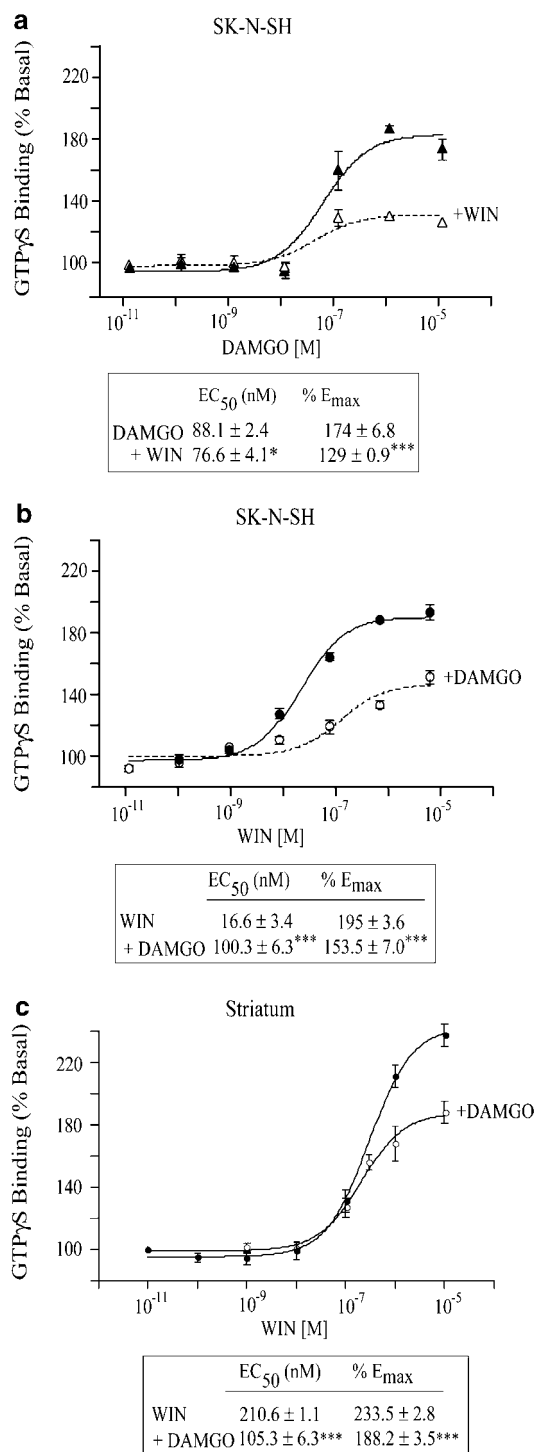 a
SK-N-SH
GTPγS Binding (% Basal)
220
180
140
100
+WIN
10-11 10-9 10-7 10-5
DAMGO [M]
EC50 (nM) % Emax
DAMGO 88.1 ± 2.4 174 ± 6.8
+ WIN 76.6 ± 4.1* 129 ± 0.9***
b
SK-N-SH
GTPγS Binding (% Basal)
220
180
140
100
+DAMGO
10-11 10-9 10-7 10-5
WIN [M]
EC50 (nM) % Emax
WIN 16.6 ± 3.4 195 ± 3.6
+ DAMGO 100.3 ± 6.3*** 153.5 ± 7.0***
c
Striatum
GTPγS Binding (% Basal)
220
180
140
100
+DAMGO
10-11 10-9 10-7 10-5
WIN [M]
EC50 (nM) % Emax
WIN 210.6 ± 1.1 233.5 ± 2.8
+ DAMGO 105.3 ± 6.3*** 188.2 ± 3.5***